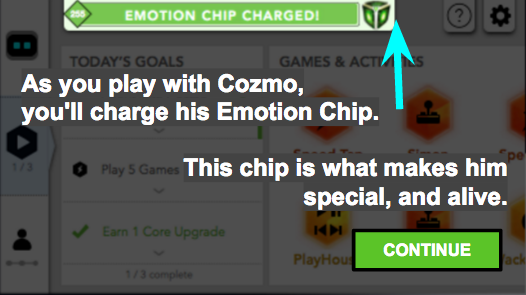 250 EMOTION CHIP CHARGED!
?
TODAY'S GOALS
GAMES & ACTIVITIES
As you play with Cozmo,
you'll charge his Emotion Chip.
1 / 3
Play 5 Games
This chip is what makes him
special, and alive.
Earn 1 Core Upgrade
1 / 3 complete
PlayHou
CONTINUE